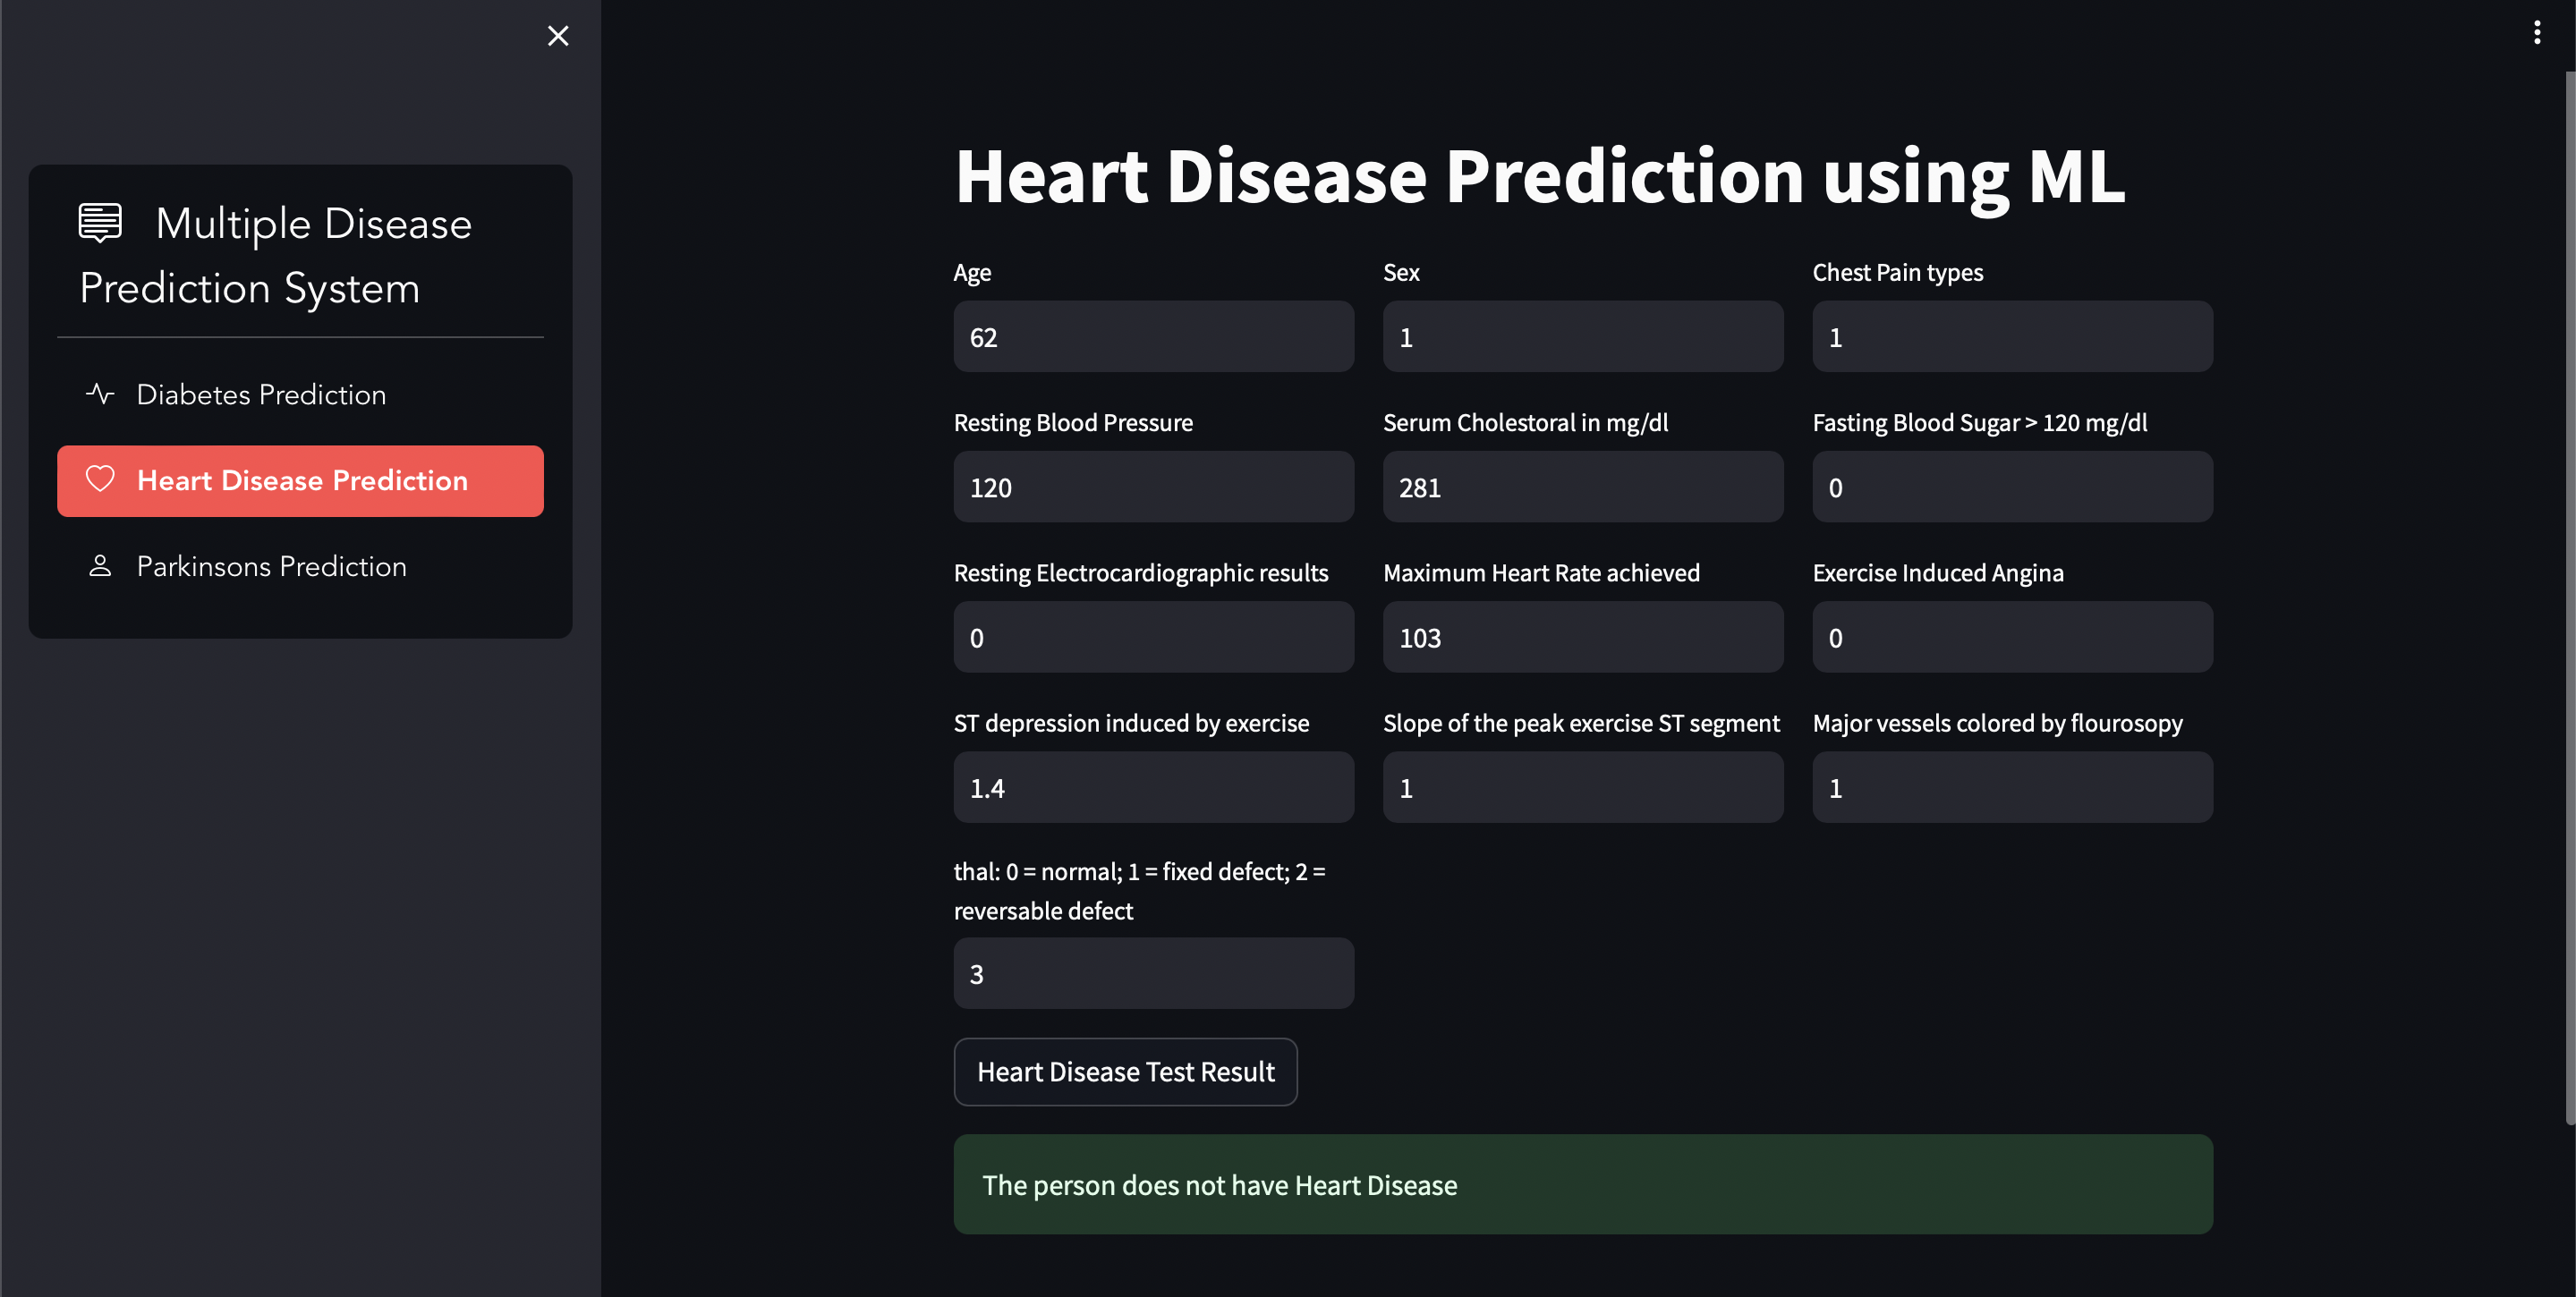 Multiple Disease
Prediction System
Diabetes Prediction
Heart Disease Prediction
Parkinsons Prediction
Heart Disease Prediction using ML
Age
Sex
Chest Pain types
62
1
1
Resting Blood Pressure
Serum Cholestoral in mg/dl
Fasting Blood Sugar > 120 mg/dl
120
281
0
Resting Electrocardiographic results
Maximum Heart Rate achieved
Exercise Induced Angina
0
103
0
ST depression induced by exercise
Slope of the peak exercise ST segment
Major vessels colored by flourosopy
1.4
1
1
thal: 0 = normal; 1 = fixed defect; 2 =
reversable defect
3
Heart Disease Test Result
The person does not have Heart Disease